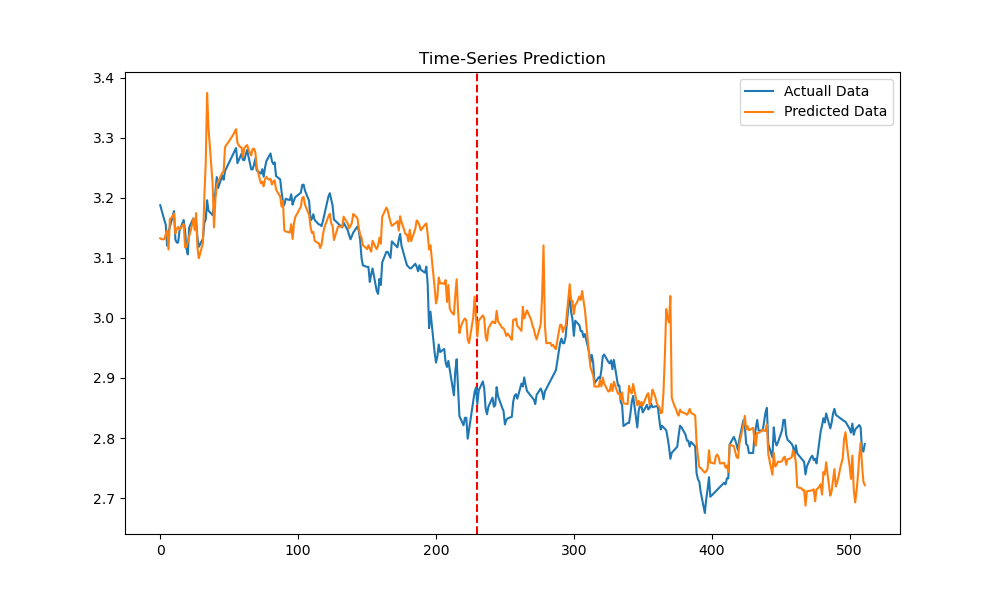 Time-Series Prediction
Actuall Data
Predicted Data
3.4
3.3
3.2
3.1
3.0
2.9
2.8
2.7
0 100 200 300 400 500